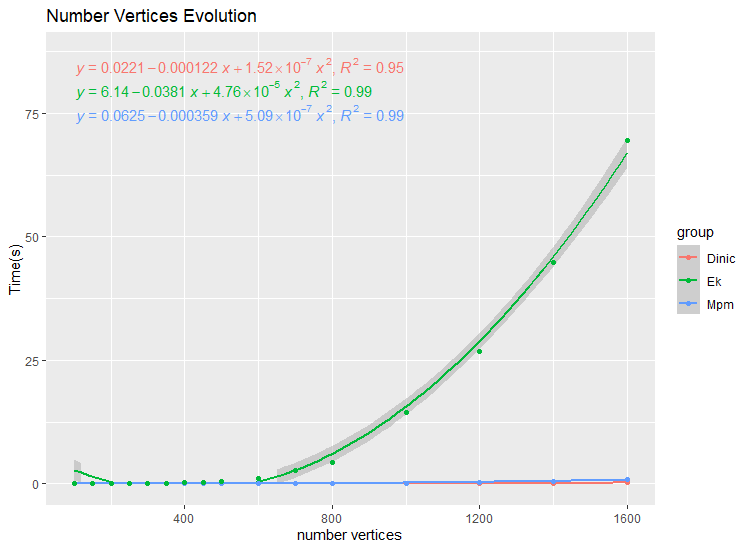 Number Vertices Evolution
y = 0.0221 − 0.000122 x + 1.52 × 10⁻⁷ x², R² = 0.95
y = 6.14 − 0.0381 x + 4.76 × 10⁻⁵ x², R² = 0.99
y = 0.0625 − 0.000359 x + 5.09 × 10⁻⁷ x², R² = 0.99
75
50
25
0
Time(s)
400 800 1200 1600
number vertices
group
Dinic
Ek
Mpm